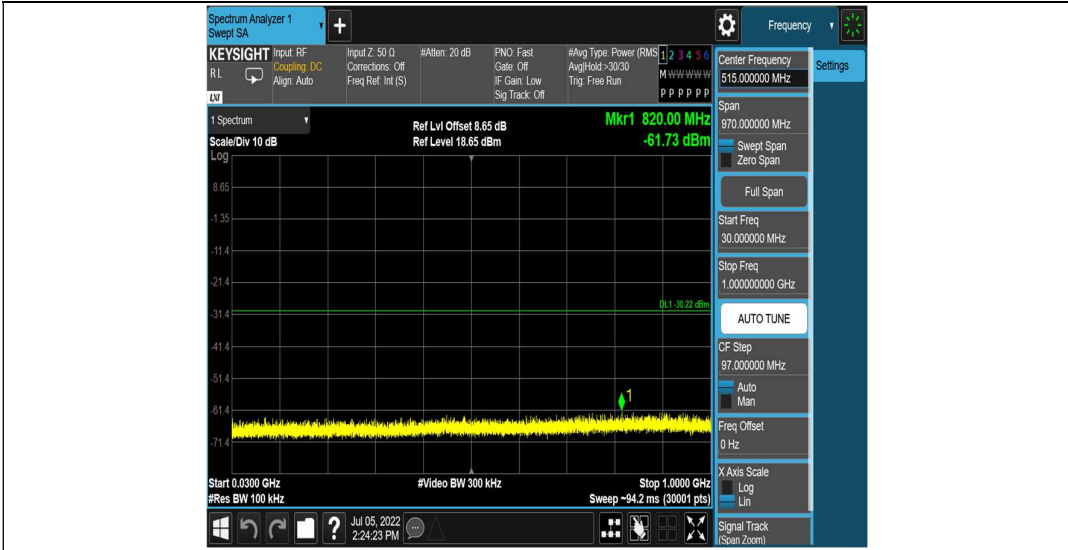 Spectrum Analyzer 1
Swept SA
Frequency
KEYSIGHT
RL
LXI
Input: RF
Coupling: DC
Align: Auto
Input Z: 50 Ω
Corrections: Off
Freq Ref: Int (S)
#Atten: 20 dB
PNO: Fast
Gate: Off
IF Gain: Low
Sig Track: Off
#Avg Type: Power (RMS
Avg|Hold:>30/30
Trig: Free Run
1 2 3 4 5 6
M W W W W W
P P P P P P
Center Frequency
515.000000 MHz
Settings
Span
970.000000 MHz
Swept Span
Zero Span
Full Span
Start Freq
30.000000 MHz
Stop Freq
1.000000000 GHz
AUTO TUNE
CF Step
97.000000 MHz
Auto
Man
Freq Offset
0 Hz
X Axis Scale
Log
Lin
Signal Track
(Span Zoom)
1 Spectrum
Scale/Div 10 dB
Ref Lvl Offset 8.65 dB
Ref Level 18.65 dBm
Mkr1 820.00 MHz
-61.73 dBm
Log
8.65
-1.35
-11.4
-21.4
DL1 -30.22 dBm
-31.4
-41.4
-51.4
1
-61.4
-71.4
Start 0.0300 GHz
#Video BW 300 kHz
Stop 1.0000 GHz
#Res BW 100 kHz
Sweep ~94.2 ms (30001 pts)
?
Jul 05, 2022
2:24:23 PM